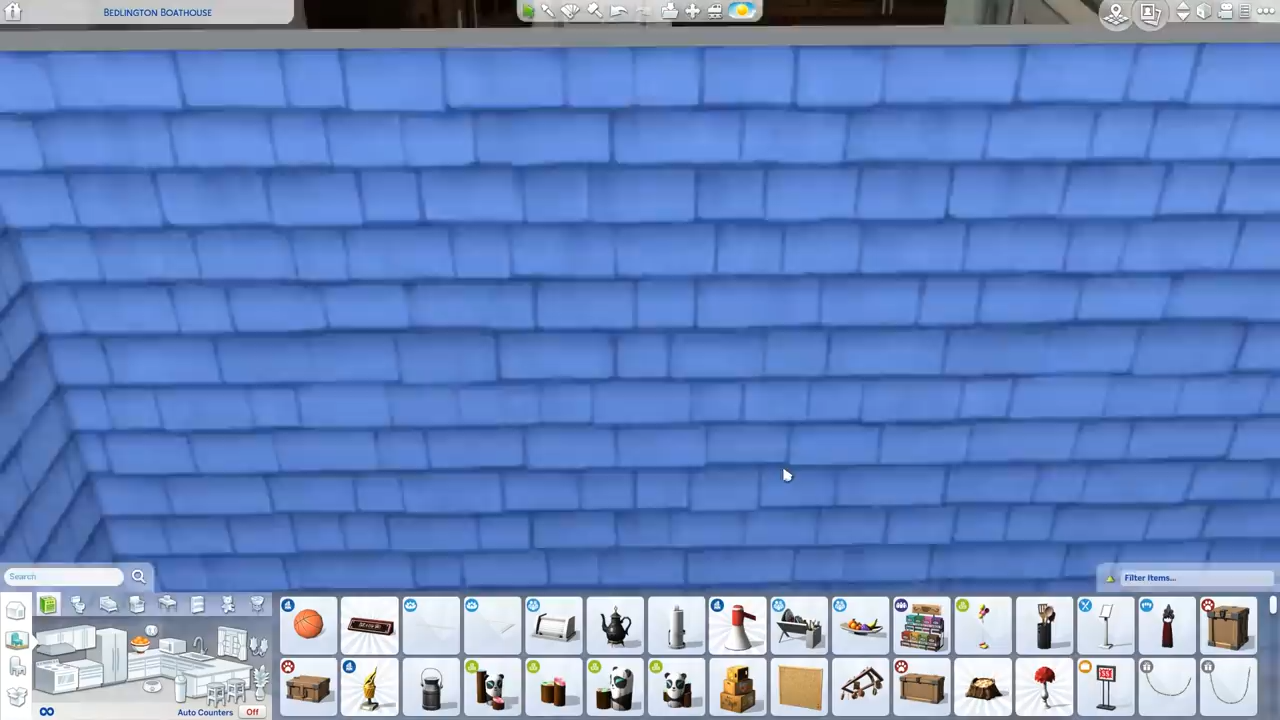 BEDLINGTON BOATHOUSE
Search
Filter Items...
Auto Counters Off
$$$